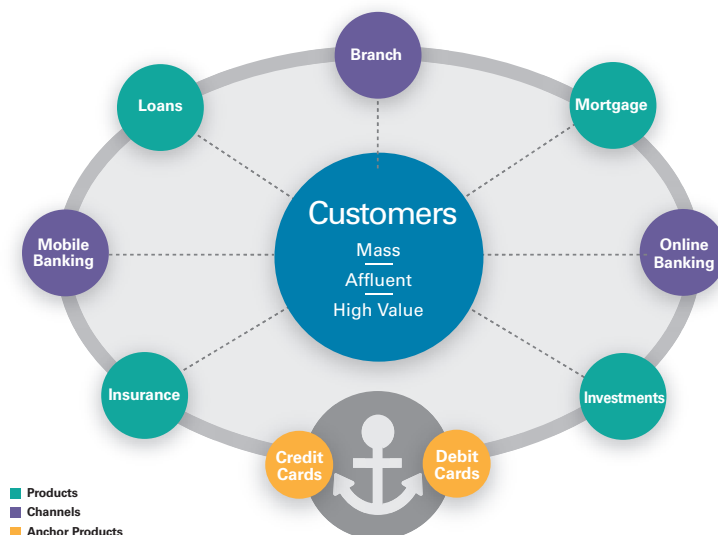 Branch
Loans
Mortgage
Customers
Mass
Affluent
High Value
Mobile
Banking
Online
Banking
Insurance
Investments
Credit
Cards
Debit
Cards
Products
Channels
Anchor Products